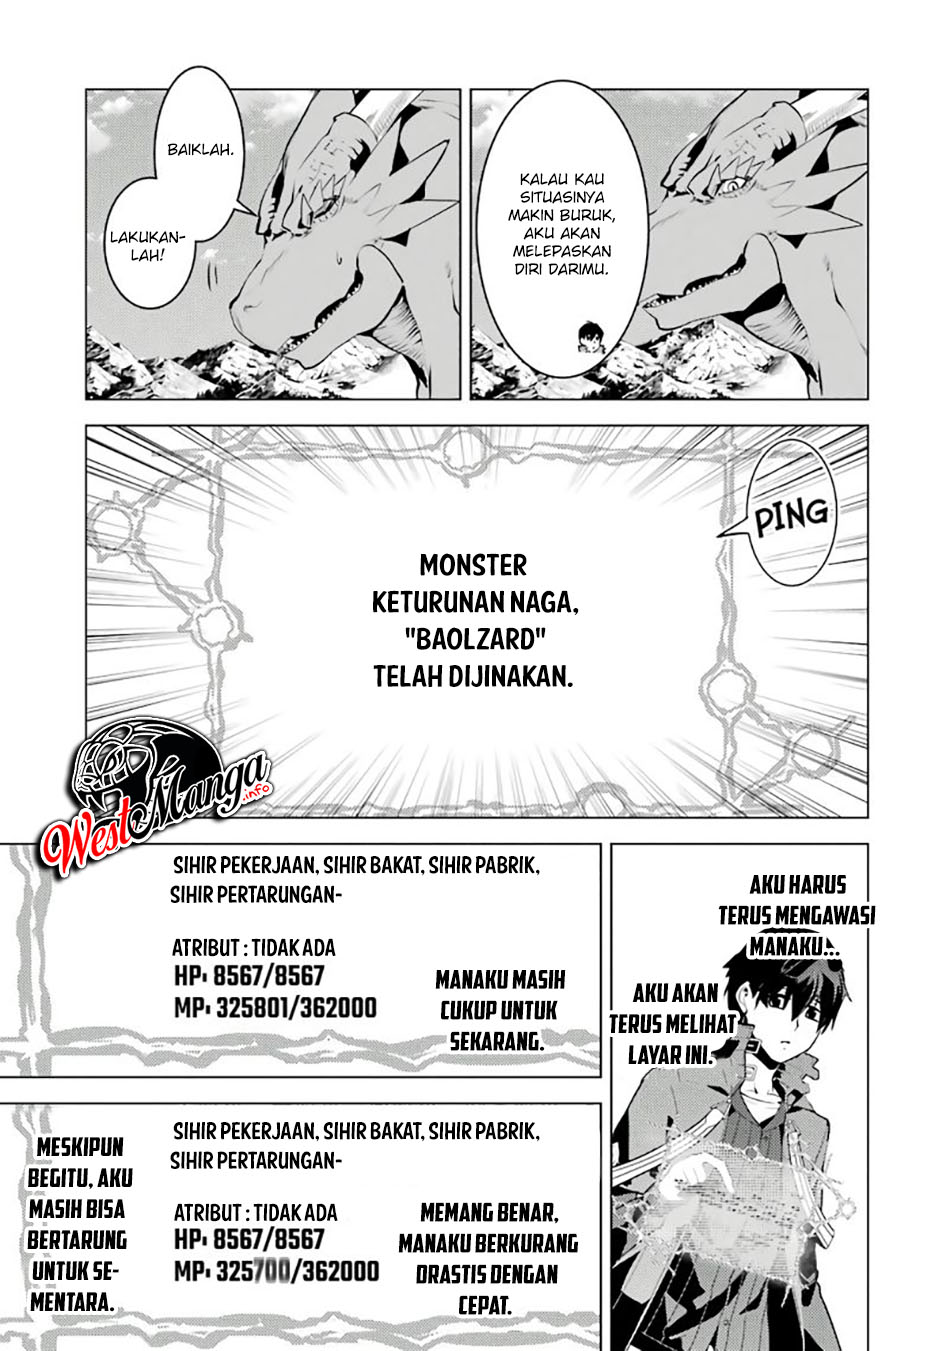 KALAU KAU
SITUASINYA
MAKIN BURUK,
AKU AKAN
MELEPASKAN
DIRI DARIMU.
BAIKLAH.
LAKUKAN-
LAH!
PING
MONSTER
KETURUNAN NAGA,
"BAOLZARD"
TELAH DIJINAKAN.
WestManga
.info
AKU HARUS
TERUS MENGAWASI
MANAKU...
AKU AKAN
TERUS MELIHAT
LAYAR INI.
SIHIR PEKERJAAN, SIHIR BAKAT, SIHIR PABRIK,
SIHIR PERTARUNGAN-
ATRIBUT : TIDAK ADA
HP: 8567/8567
MP: 325801/362000
MANAKU MASIH
CUKUP UNTUK
SEKARANG.
SIHIR PEKERJAAN, SIHIR BAKAT, SIHIR PABRIK,
SIHIR PERTARUNGAN-
ATRIBUT : TIDAK ADA
HP: 8567/8567
MP: 325700/362000
MEMANG BENAR,
MANAKU BERKURANG
DRASTIS DENGAN
CEPAT.
MESKIPUN
BEGITU, AKU
MASIH BISA
BERTARUNG
UNTUK SE-
MENTARA.